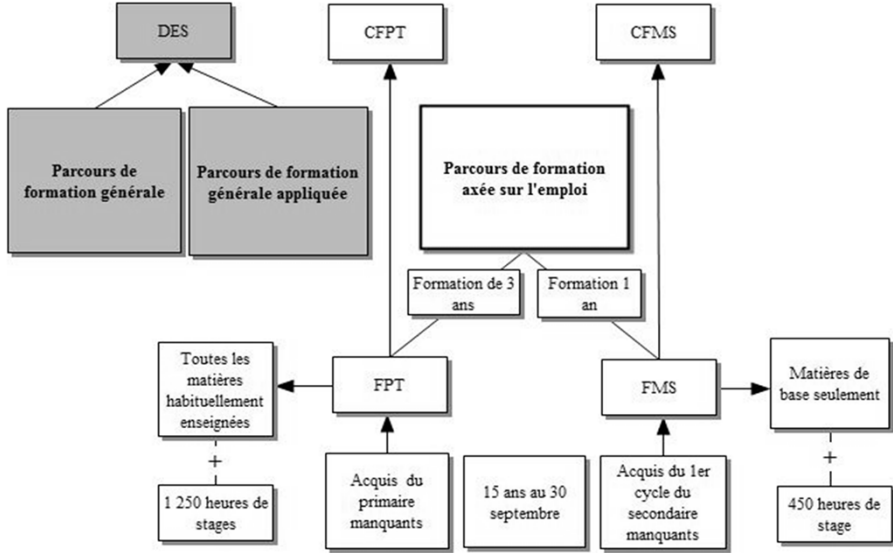 DES
CFPT
CFMS
Parcours de
formation générale
Parcours de formation
générale appliquée
Parcours de formation
axée sur l'emploi
Formation de 3
ans
Formation 1
an
Toutes les
matières
habituellement
enseignées
FPT
FMS
Matières de
base seulement
+
+
1 250 heures de
stages
Acquis du
primaire
manquants
15 ans au 30
septembre
Acquis du 1er
cycle du
secondaire
manquants
450 heures de
stage